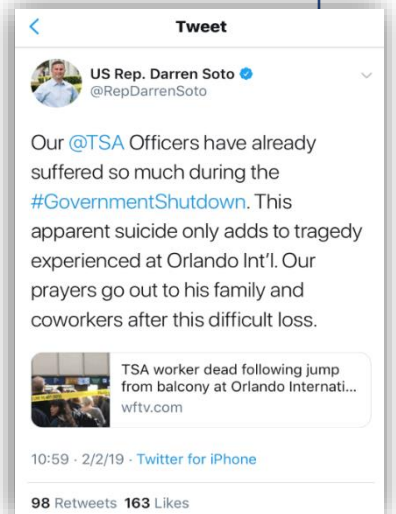 Tweet
US Rep. Darren Soto
@RepDarrenSoto
Our @TSA Officers have already
suffered so much during the
#GovernmentShutdown. This
apparent suicide only adds to tragedy
experienced at Orlando Int'l. Our
prayers go out to his family and
coworkers after this difficult loss.
TSA worker dead following jump
from balcony at Orlando Internati...
wftv.com
10:59 · 2/2/19 · Twitter for iPhone
98 Retweets 163 Likes